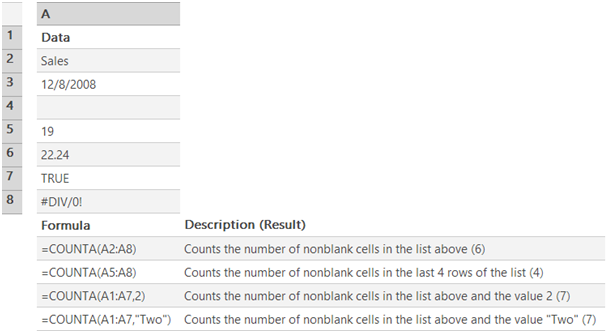 A
1 Data
2 Sales
3 12/8/2008
4
5 19
6 22.24
7 TRUE
8 #DIV/0!
Formula Description (Result)
=COUNTA(A2:A8) Counts the number of nonblank cells in the list above (6)
=COUNTA(A5:A8) Counts the number of nonblank cells in the last 4 rows of the list (4)
=COUNTA(A1:A7,2) Counts the number of nonblank cells in the list above and the value 2 (7)
=COUNTA(A1:A7,"Two") Counts the number of nonblank cells in the list above and the value "Two" (7)